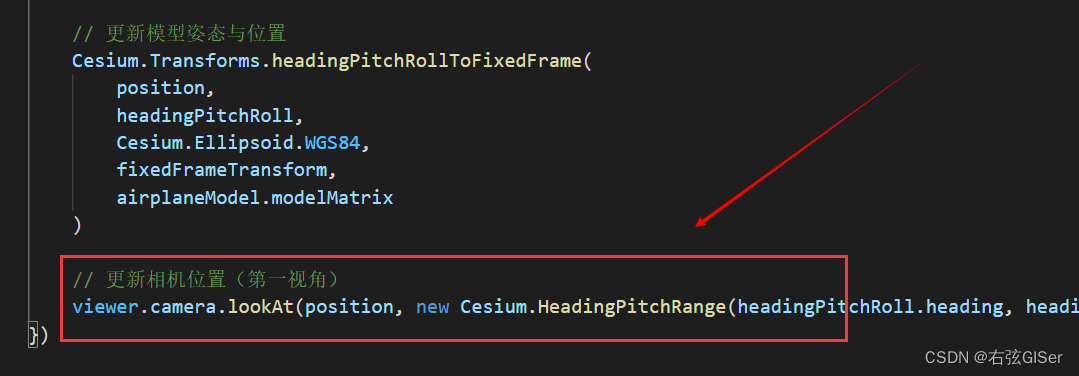 // 更新模型姿态与位置
Cesium.Transforms.headingPitchRollToFixedFrame(
position,
headingPitchRoll,
Cesium.Ellipsoid.WGS84,
fixedFrameTransform,
airplaneModel.modelMatrix
)
// 更新相机位置（第一视角）
viewer.camera.lookAt(position, new Cesium.HeadingPitchRange(headingPitchRoll.heading, headi
})
CSDN @右弦GISer